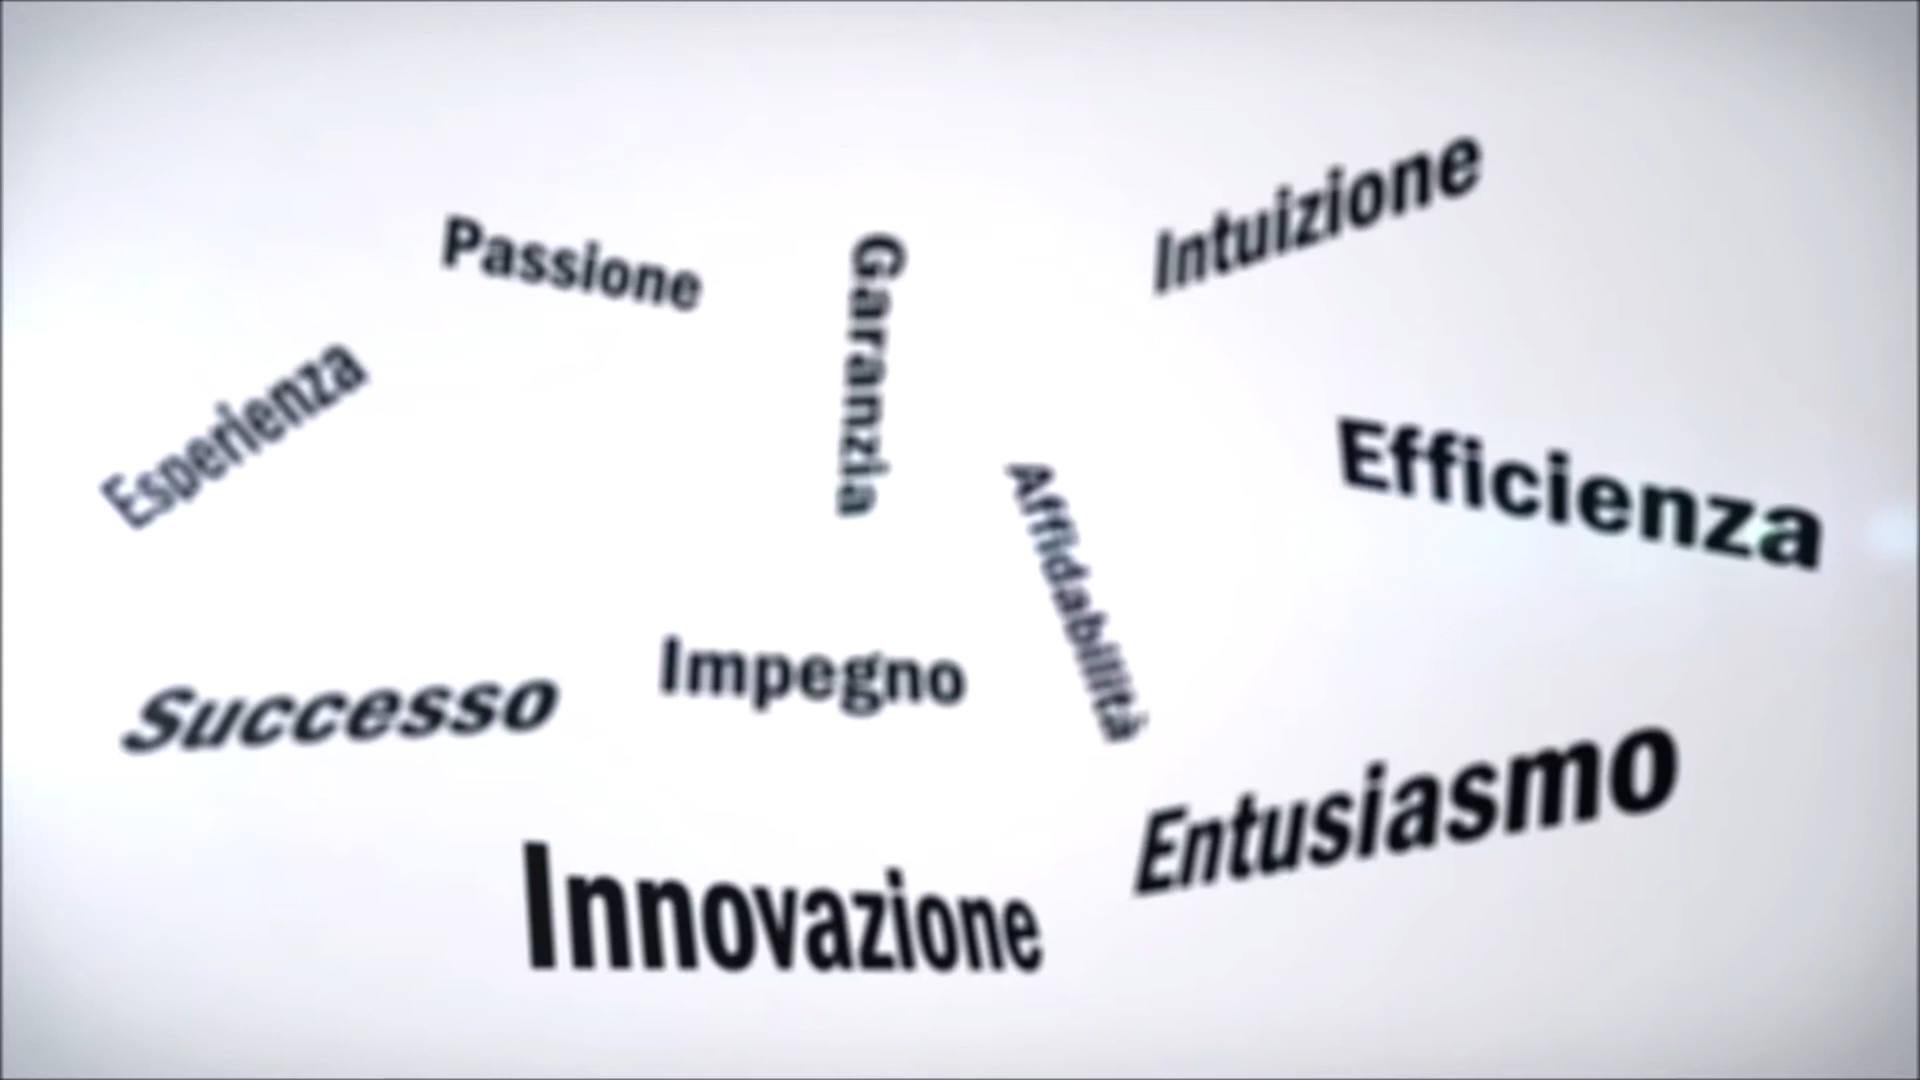 Intuizione
Passione
Garanzia
Esperienza
Efficienza
Affidabilità
Impegno
Successo
Entusiasmo
Innovazione